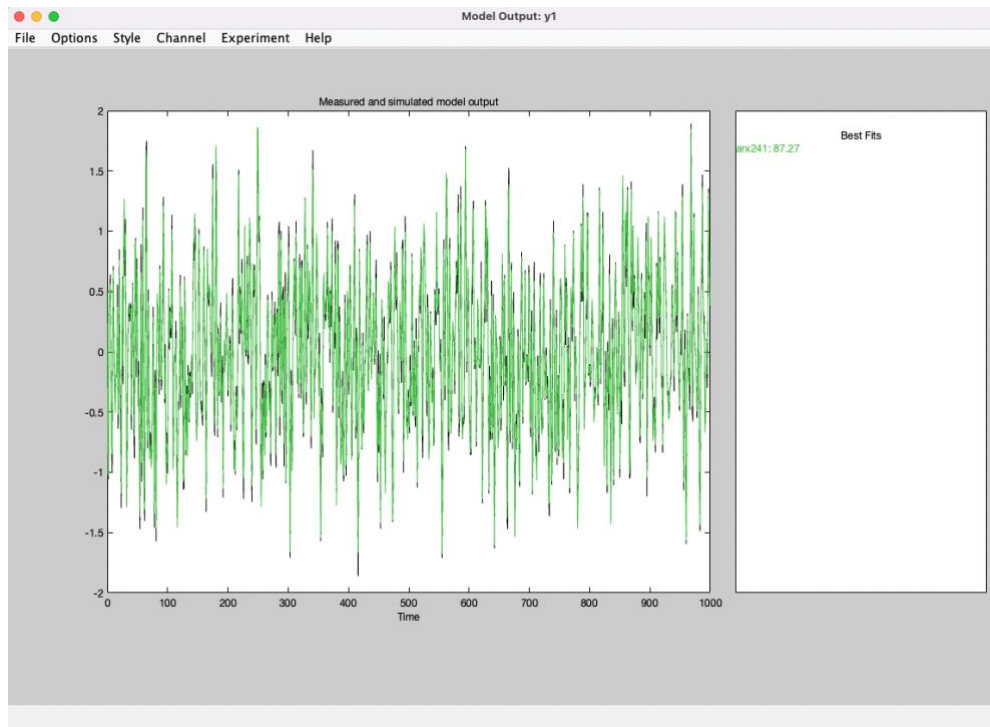 Model Output: y1
File Options Style Channel Experiment Help
Measured and simulated model output
2
1.5
1
0.5
0
-0.5
-1
-1.5
-2
0 100 200 300 400 500 600 700 800 900 1000
Time
Best Fits
arx241: 87.27